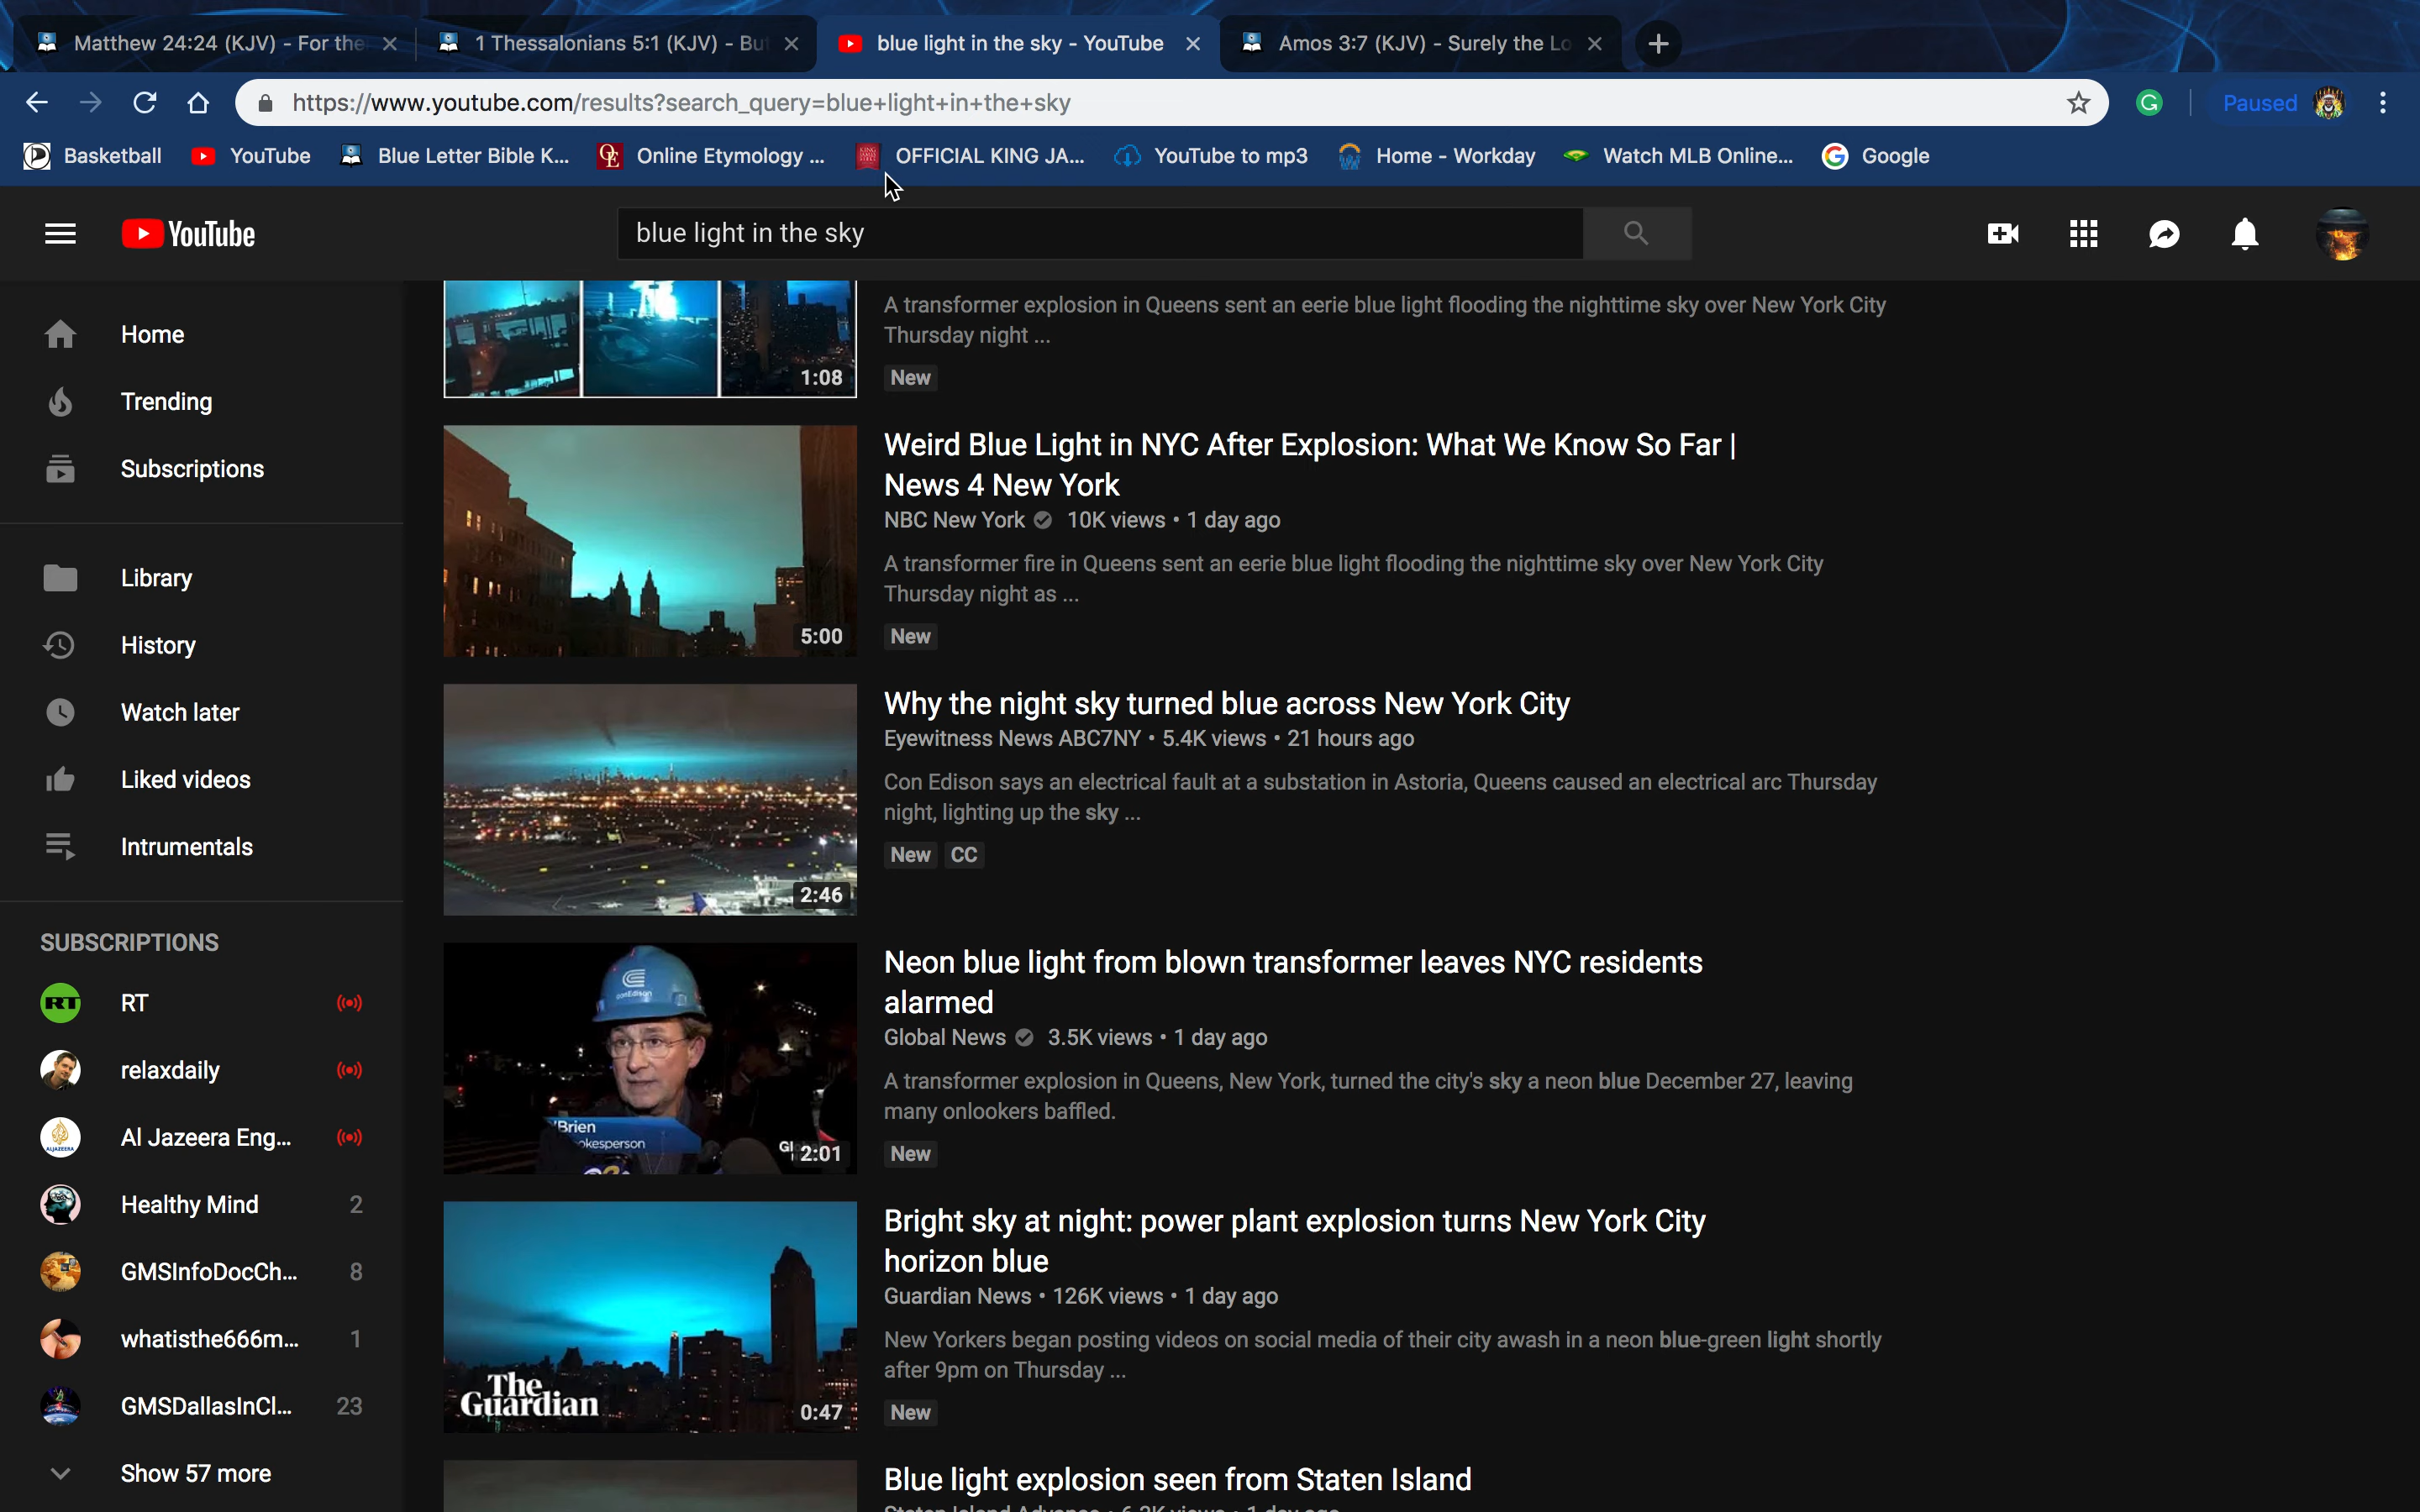 Matthew 24:24 (KJV) - For the
1 Thessalonians 5:1 (KJV) - But
blue light in the sky - YouTube
Amos 3:7 (KJV) - Surely the Lo
https://www.youtube.com/results?search_query=blue+light+in+the+sky
Paused
Basketball
YouTube
Blue Letter Bible K...
Online Etymology ...
OFFICIAL KING JA...
YouTube to mp3
Home - Workday
Watch MLB Online...
Google
YouTube
blue light in the sky
Home
Trending
Subscriptions
Library
History
Watch later
Liked videos
Intrumentals
SUBSCRIPTIONS
RT
RT
relaxdaily
Al Jazeera Eng...
ALJAZEERA
Healthy Mind 2
GMSInfoDocCh... 8
whatisthe666m... 1
GMSDallasInCl... 23
Show 57 more
1:08
A transformer explosion in Queens sent an eerie blue light flooding the nighttime sky over New York City
Thursday night ...
New
5:00
Weird Blue Light in NYC After Explosion: What We Know So Far |
News 4 New York
NBC New York 10K views • 1 day ago
A transformer fire in Queens sent an eerie blue light flooding the nighttime sky over New York City
Thursday night as ...
New
2:46
Why the night sky turned blue across New York City
Eyewitness News ABC7NY • 5.4K views • 21 hours ago
Con Edison says an electrical fault at a substation in Astoria, Queens caused an electrical arc Thursday
night, lighting up the sky ...
New CC
conEdison
'Brien
okesperson
Gl
2:01
Neon blue light from blown transformer leaves NYC residents
alarmed
Global News 3.5K views • 1 day ago
A transformer explosion in Queens, New York, turned the city's sky a neon blue December 27, leaving
many onlookers baffled.
New
The
Guardian
0:47
Bright sky at night: power plant explosion turns New York City
horizon blue
Guardian News • 126K views • 1 day ago
New Yorkers began posting videos on social media of their city awash in a neon blue-green light shortly
after 9pm on Thursday ...
New
Blue light explosion seen from Staten Island
Staten Island Advance • 6.2K views • 1 day ago